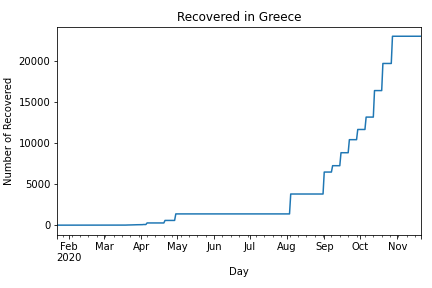 Recovered in Greece
Number of Recovered
20000
15000
10000
5000
0
Feb Mar Apr May Jun Jul Aug Sep Oct Nov
2020
Day